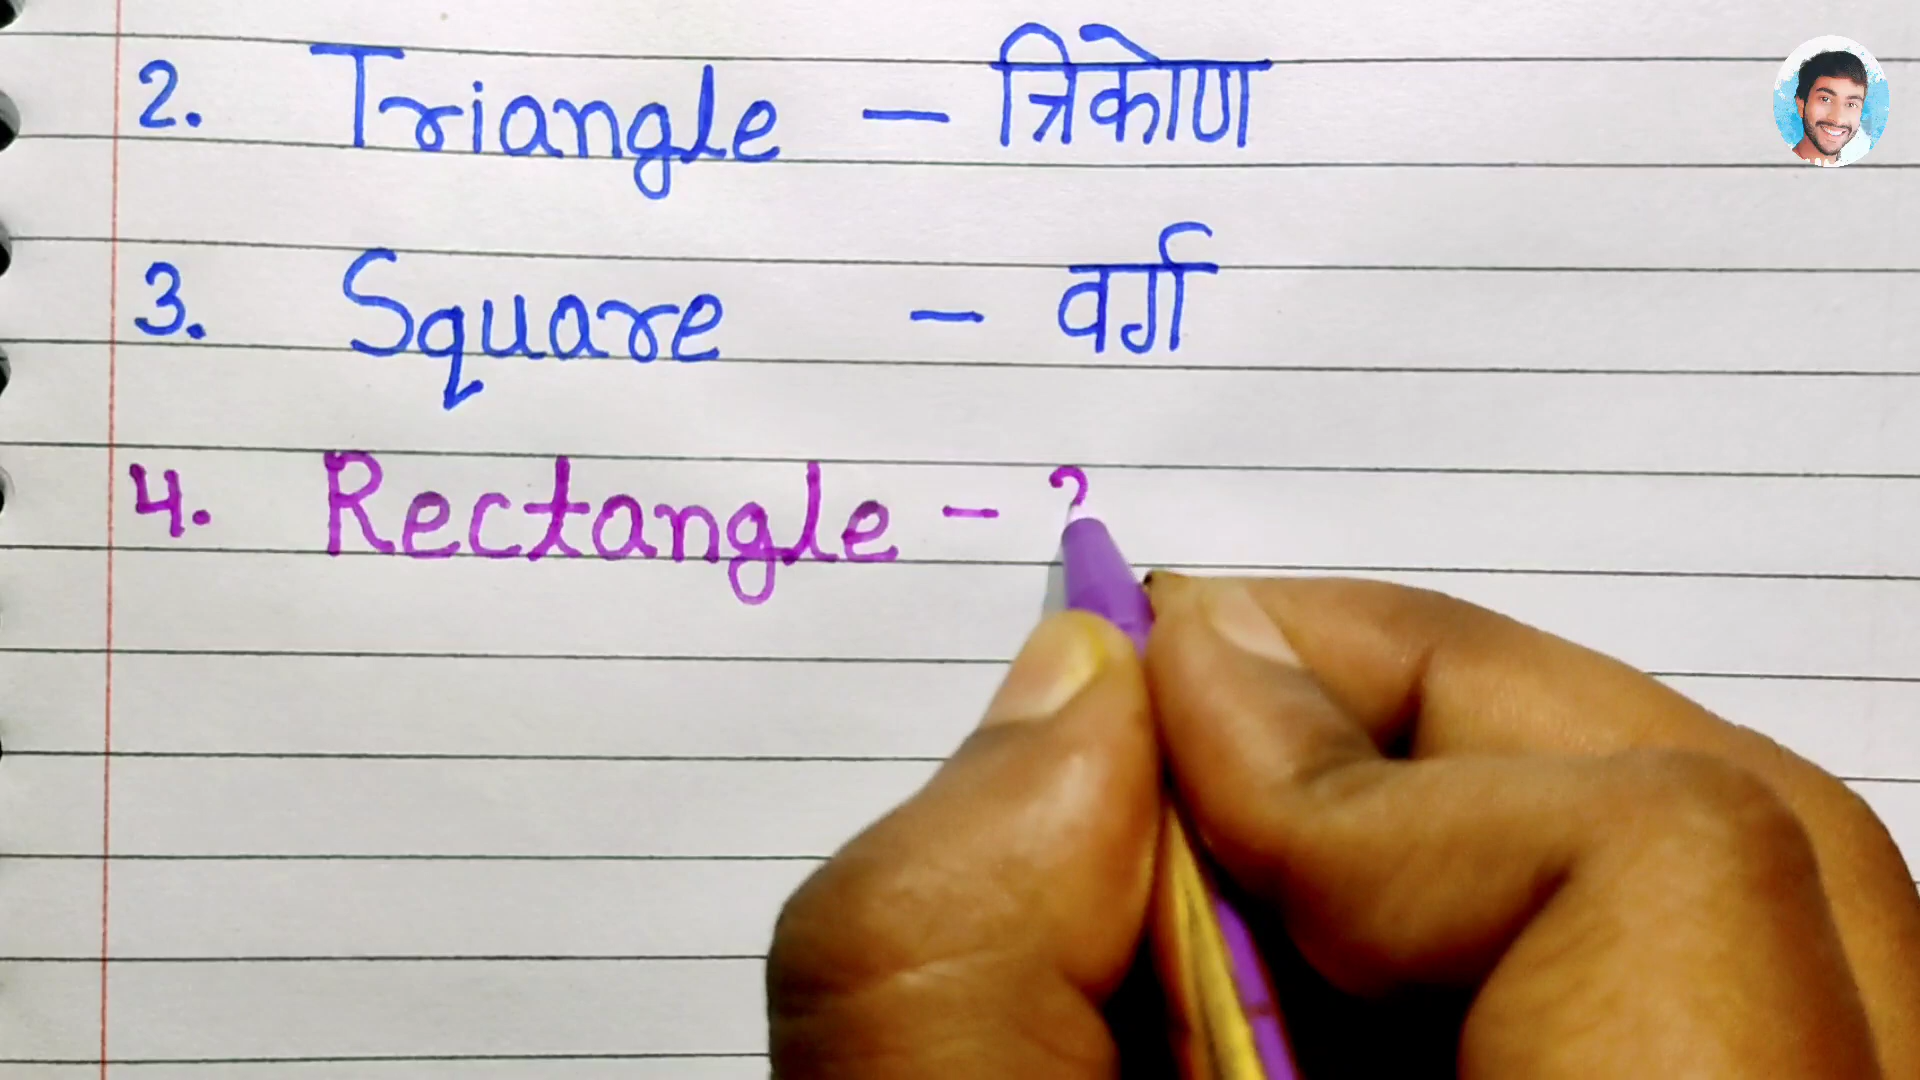 2. Triangle — त्रिकोण
3. Square — वर्ग
4. Rectangle —